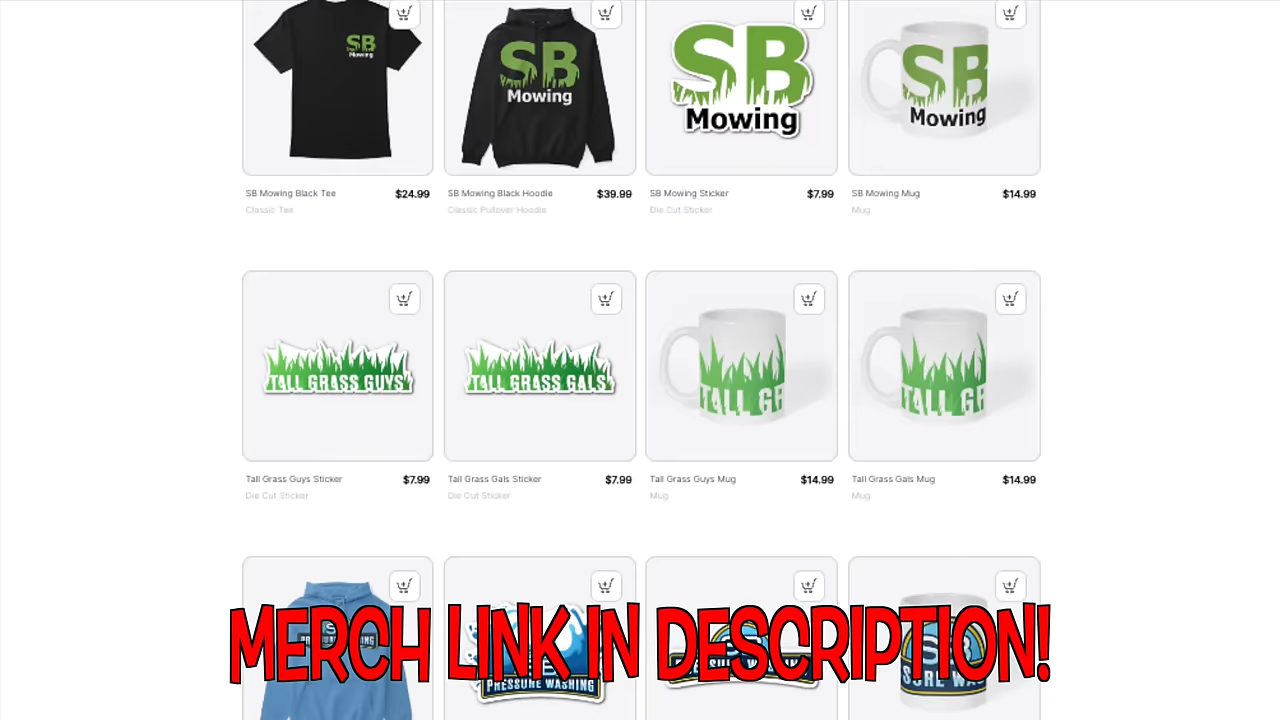 SB
Mowing
SB
Mowing
SB
Mowing
SB
Mowing
SB Mowing Black Tee
$24.99
Classic Tee
SB Mowing Black Hoodie
$39.99
Classic Pullover Hoodie
SB Mowing Sticker
$7.99
Die Cut Sticker
SB Mowing Mug
$14.99
Mug
TALL GRASS GUYS
TALL GRASS GALS
TALL GR
TALL GR
Tall Grass Guys Sticker
$7.99
Die Cut Sticker
Tall Grass Gals Sticker
$7.99
Die Cut Sticker
Tall Grass Guys Mug
$14.99
Mug
Tall Grass Gals Mug
$14.99
Mug
MERCH LINK IN DESCRIPTION!
PRESSURE WASHING